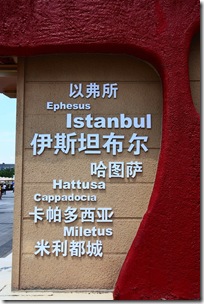 以弗所
Ephesus
Istanbul
伊斯坦布尔
哈图萨
Hattusa
Cappadocia
卡帕多西亚
Miletus
米利都城